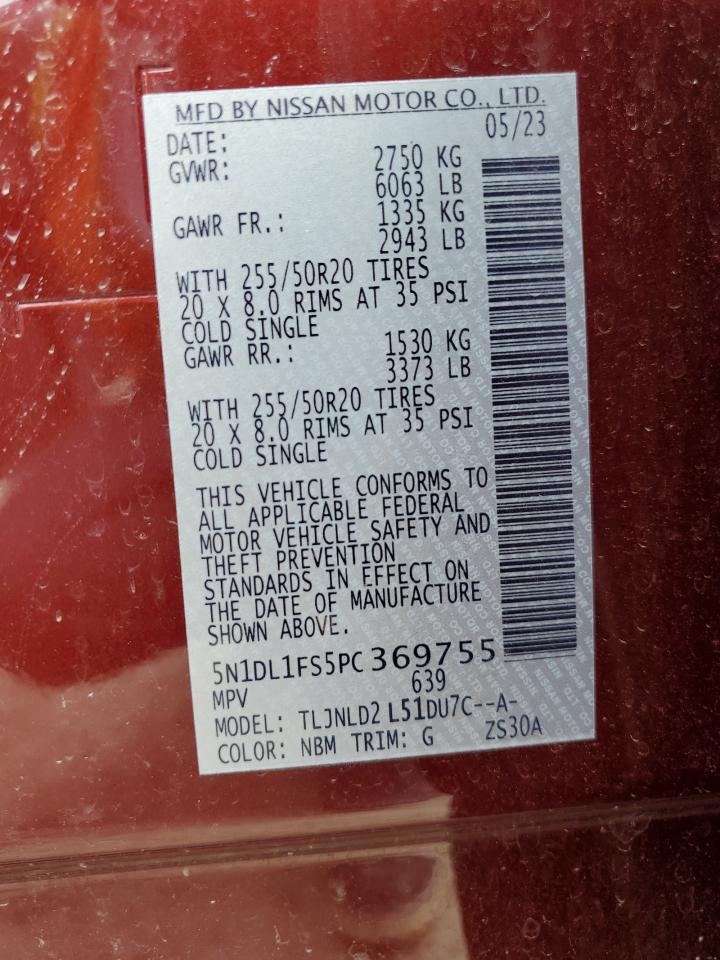 MFD BY NISSAN MOTOR CO., LTD.
DATE: 05/23
GVWR: 2750 KG
6063 LB
GAWR FR.: 1335 KG
2943 LB
WITH 255/50R20 TIRES
20 X 8.0 RIMS AT 35 PSI
COLD SINGLE
GAWR RR.: 1530 KG
3373 LB
WITH 255/50R20 TIRES
20 X 8.0 RIMS AT 35 PSI
COLD SINGLE
THIS VEHICLE CONFORMS TO
ALL APPLICABLE FEDERAL
MOTOR VEHICLE SAFETY AND
THEFT PREVENTION
STANDARDS IN EFFECT ON
THE DATE OF MANUFACTURE
SHOWN ABOVE.
5N1DL1FS5PC369755
MPV 639
MODEL: TLJNLD2 L51DU7C--A-
COLOR: NBM TRIM: G ZS30A